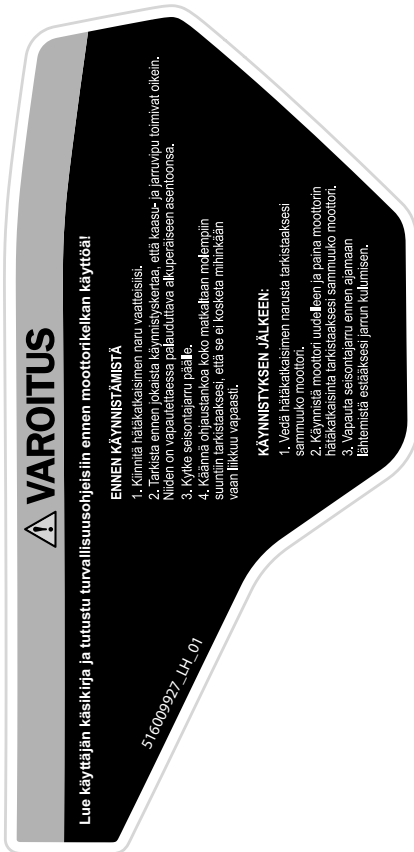 VAROITUS
Lue käyttäjän käsikirja ja tutustu turvallisuusohjeisiin ennen moottorikelkan käyttöä!
ENNEN KÄYNNISTÄMISTÄ
1. Kiinnitä hätäkatkaisimen naru vaatteisiisi.
2. Tarkista ennen jokaista käynnistyskertaa, että kaasu- ja jarruvipu toimivat oikein.
Niiden on vapautettaessa palauduttava alkuperäiseen asentoonsa.
3. Kytke seisontajarru päälle.
4. Käännä ohjaustankoa koko matkaltaan molempiin
suuntiin tarkistaaksesi, että se ei kosketa mihinkään
vaan liikkuu vapaasti.
KÄYNNISTYKSEN JÄLKEEN:
1. Vedä hätäkatkaisimen narusta tarkistaaksesi
sammuuko moottori.
2. Käynnistä moottori uudelleen ja paina moottorin
hätäkatkaisinta tarkistaaksesi sammuuko moottori.
3. Vapauta seisontajarru ennen ajamaan
lähtemistä estääksesi jarrun kulumisen.
516009927_LH_01